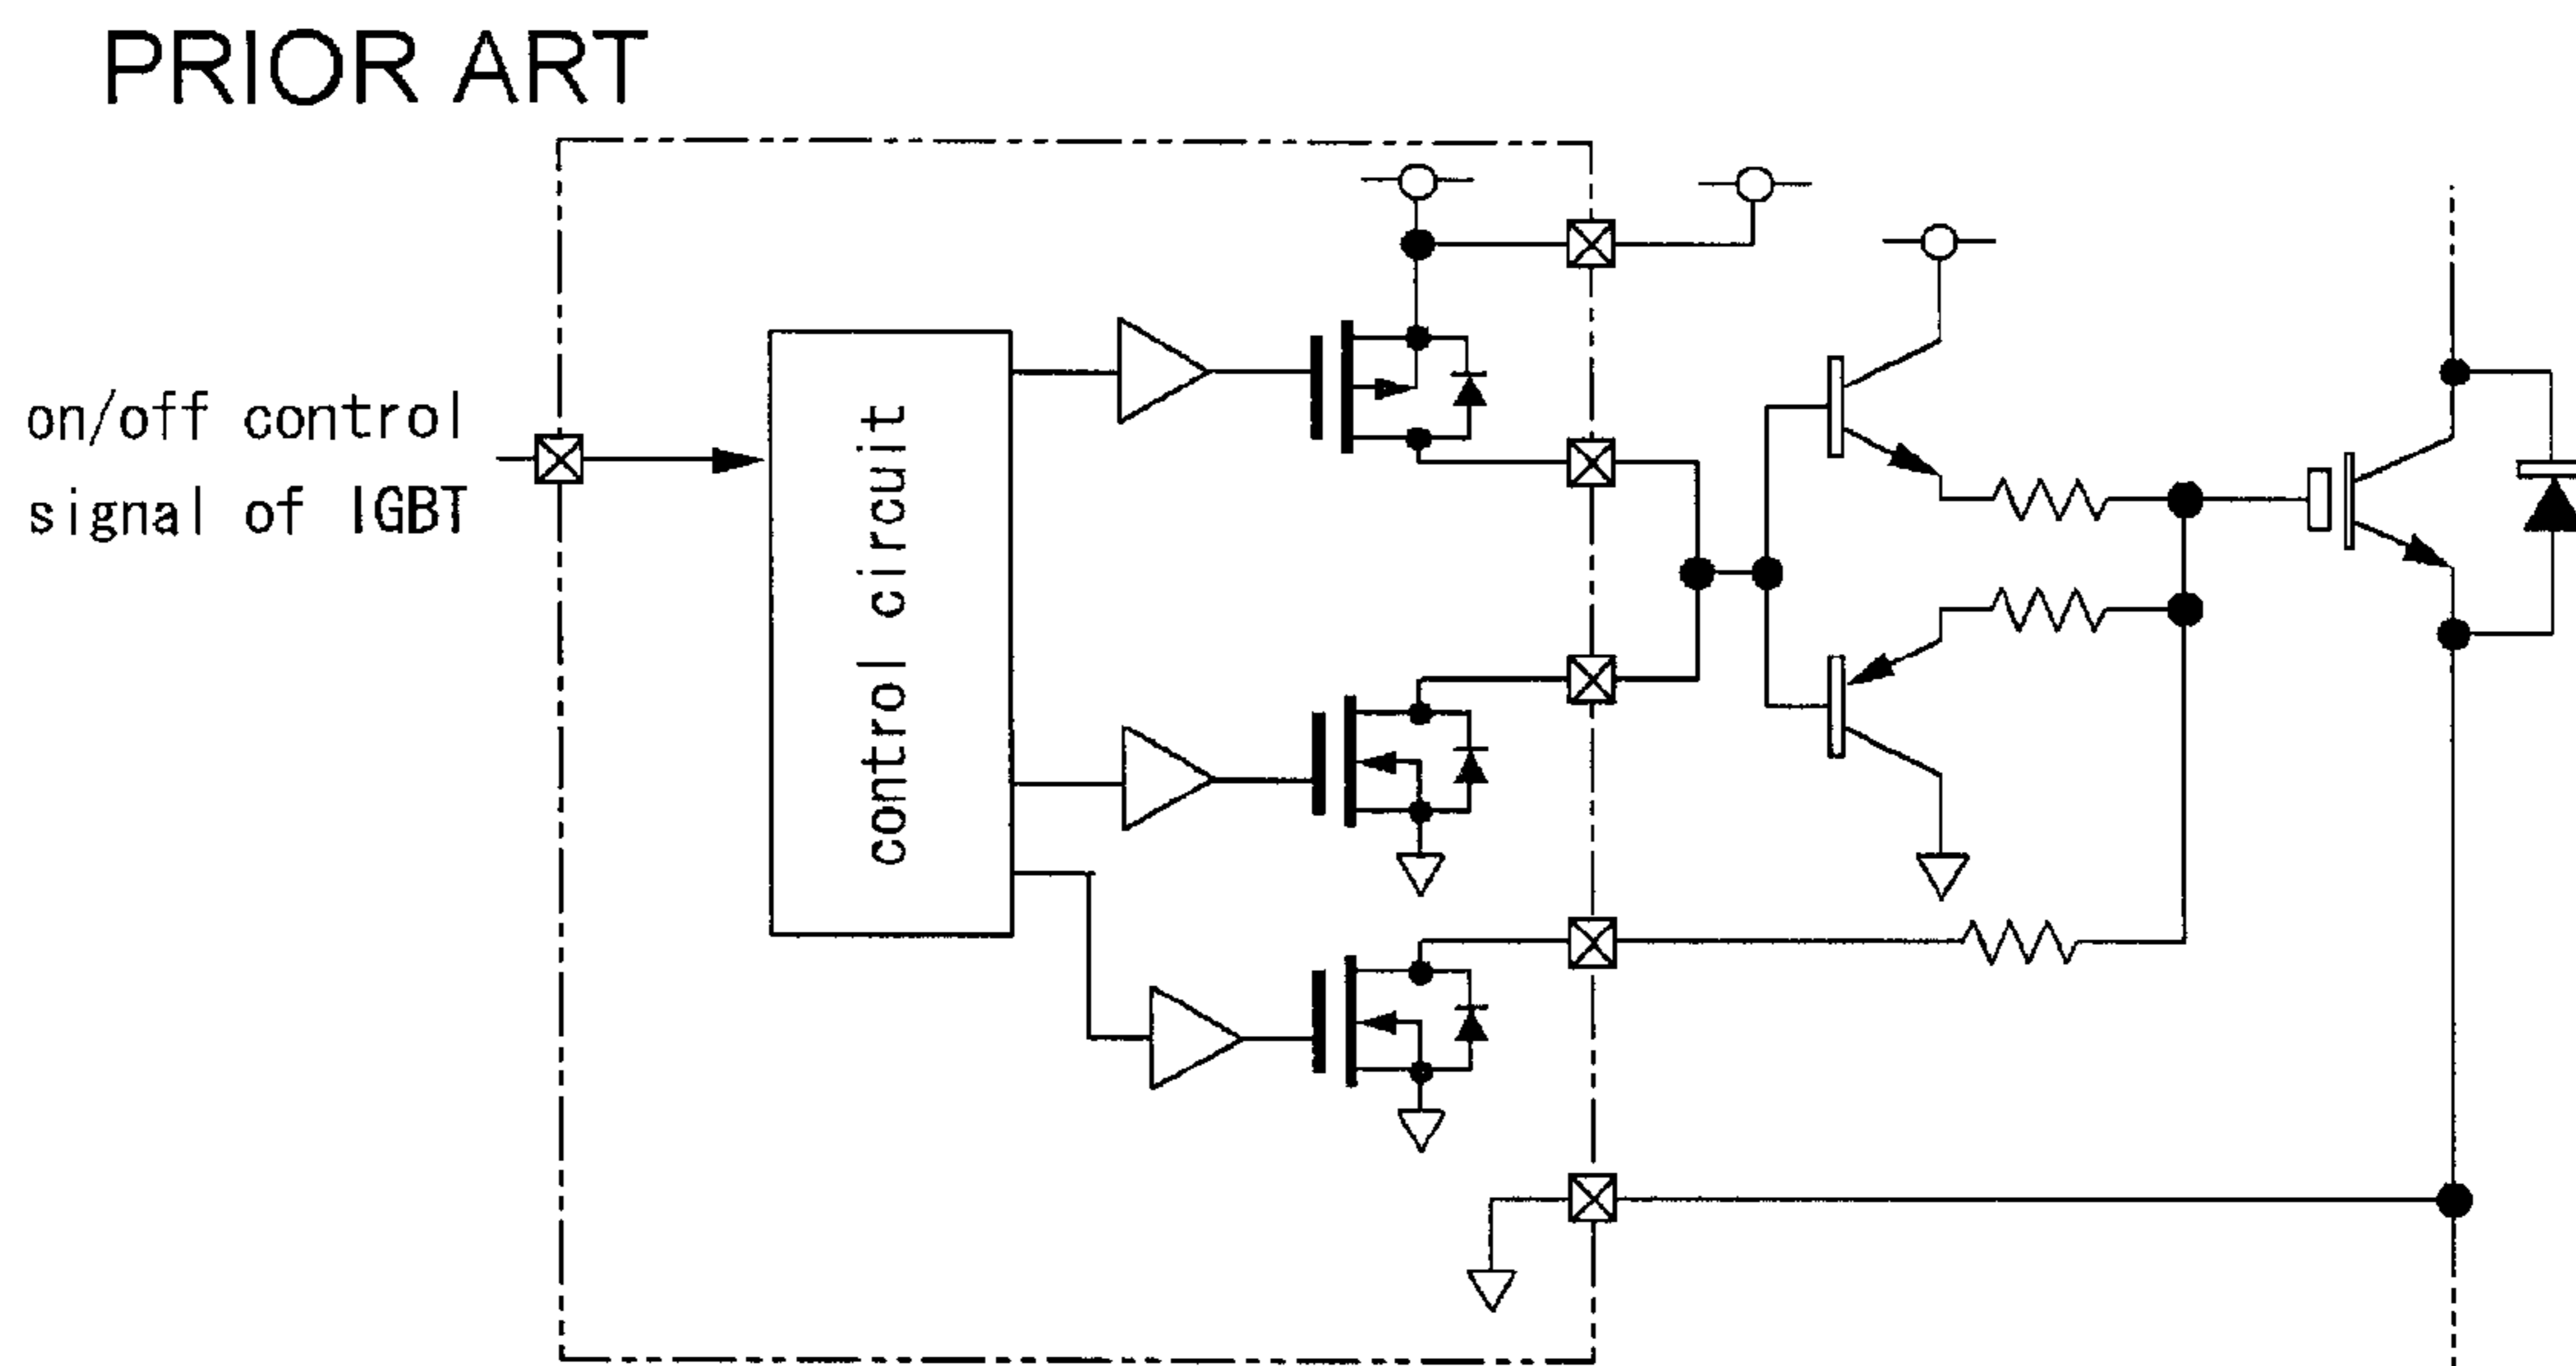 PRIOR ART
on/off control
signal of IGBT
control circuit